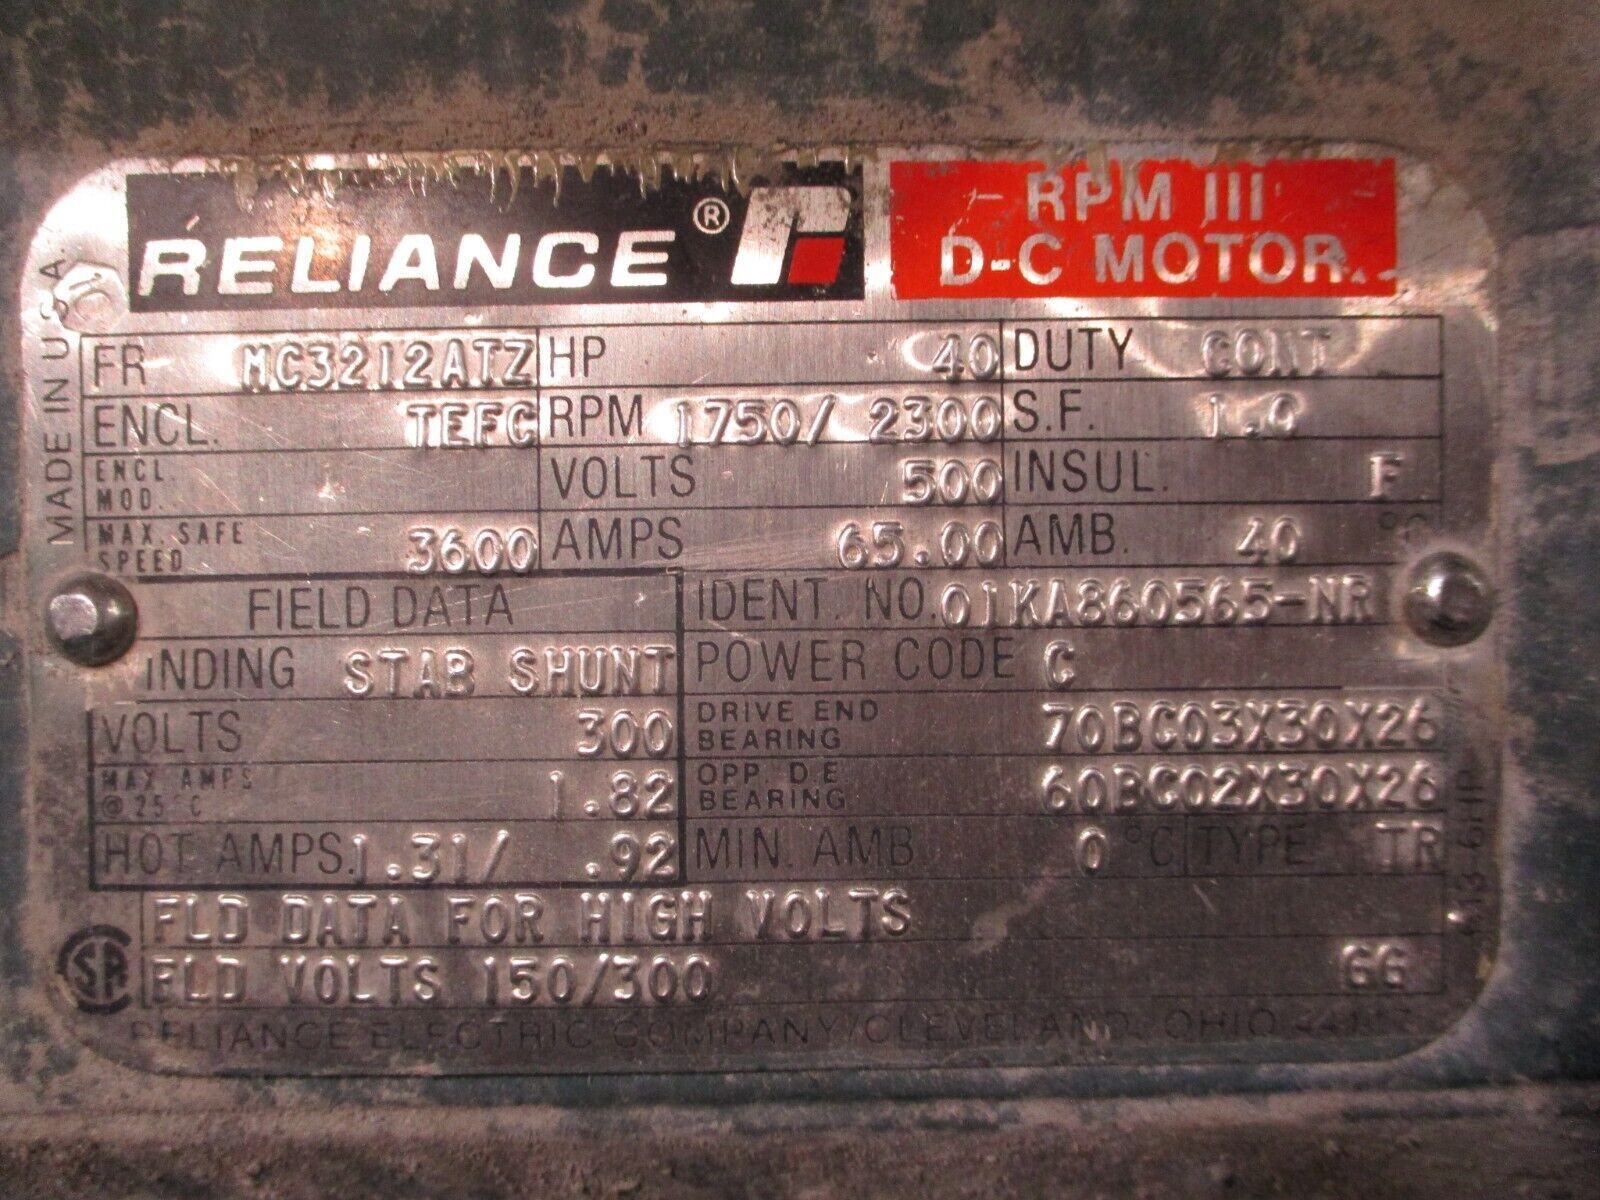 RELIANCE ®
RPM III
D-C MOTOR
MADE IN U.S.A.
FR MC3212ATZ HP 40 DUTY CONT
ENCL. TEFC RPM 1750/ 2300 S.F. 1.0
ENCL. MOD. VOLTS 500 INSUL. F
MAX. SAFE SPEED 3600 AMPS 65.00 AMB. 40 °C
FIELD DATA IDENT. NO. 01KA860565-NR
INDING STAB SHUNT POWER CODE C
VOLTS 300 DRIVE END BEARING 70BC03X30X26
MAX. AMPS @ 25°C 1.82 OPP. D.E BEARING 60BC02X30X26
HOT AMPS. 1.31/ .92 MIN. AMB 0 °C TYPE TR
FLD DATA FOR HIGH VOLTS
FLD VOLTS 150/300 GG
RELIANCE ELECTRIC COMPANY/CLEVELAND, OHIO